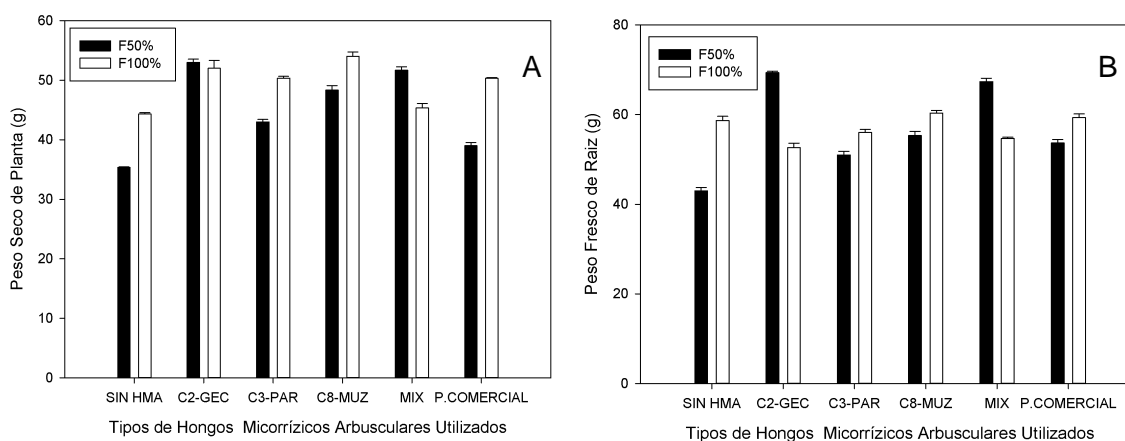 60
50
40
30
20
10
0
Peso Seco de Planta (g)
F50%
F100%
A
SIN HMA C2-GEC C3-PAR C8-MUZ MIX P.COMERCIAL
Tipos de Hongos Micorrízicos Arbusculares Utilizados
80
60
40
20
0
Peso Fresco de Raiz (g)
F50%
F100%
B
SIN HMA C2-GEC C3-PAR C8-MUZ MIX P.COMERCIAL
Tipos de Hongos Micorrízicos Arbusculares Utilizados